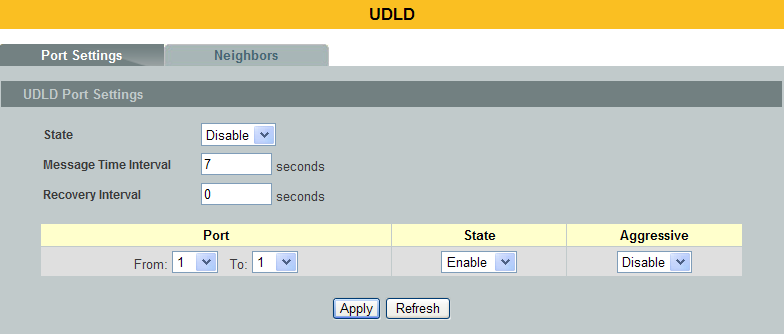 UDLD
Port Settings Neighbors
UDLD Port Settings
State Disable
Message Time Interval 7 seconds
Recovery Interval 0 seconds
Port State Aggressive
From: 1 To: 1 Enable Disable
Apply Refresh